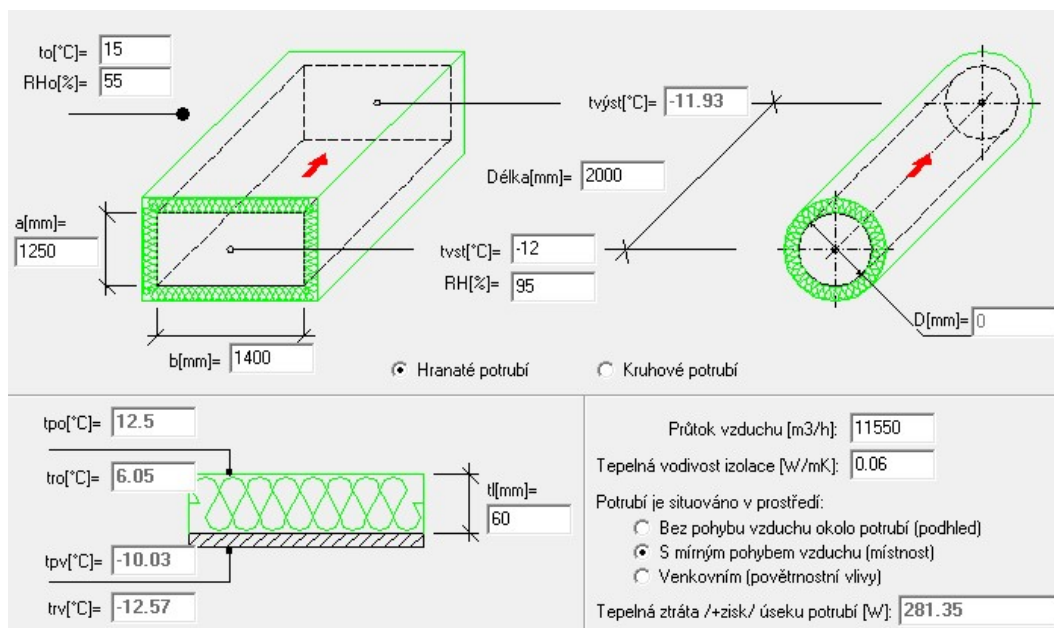 to[°C]= 15
RHo[%]= 55
tvýst[°C]= -11.93
Délka[mm]= 2000
a[mm]=
1250
tvst[°C]= -12
RH[%]= 95
D[mm]= 0
b[mm]= 1400
Hranaté potrubí
Kruhové potrubí
tpo[°C]= 12.5
tro[°C]= 6.05
tl[mm]=
60
tpv[°C]= -10.03
trv[°C]= -12.57
Průtok vzduchu [m3/h]: 11550
Tepelná vodivost izolace [W/mK]: 0.06
Potrubí je situováno v prostředí:
Bez pohybu vzduchu okolo potrubí (podhled)
S mírným pohybem vzduchu (místnost)
Venkovním (povětrnostní vlivy)
Tepelná ztráta /+zisk/ úseku potrubí [W]: 281.35